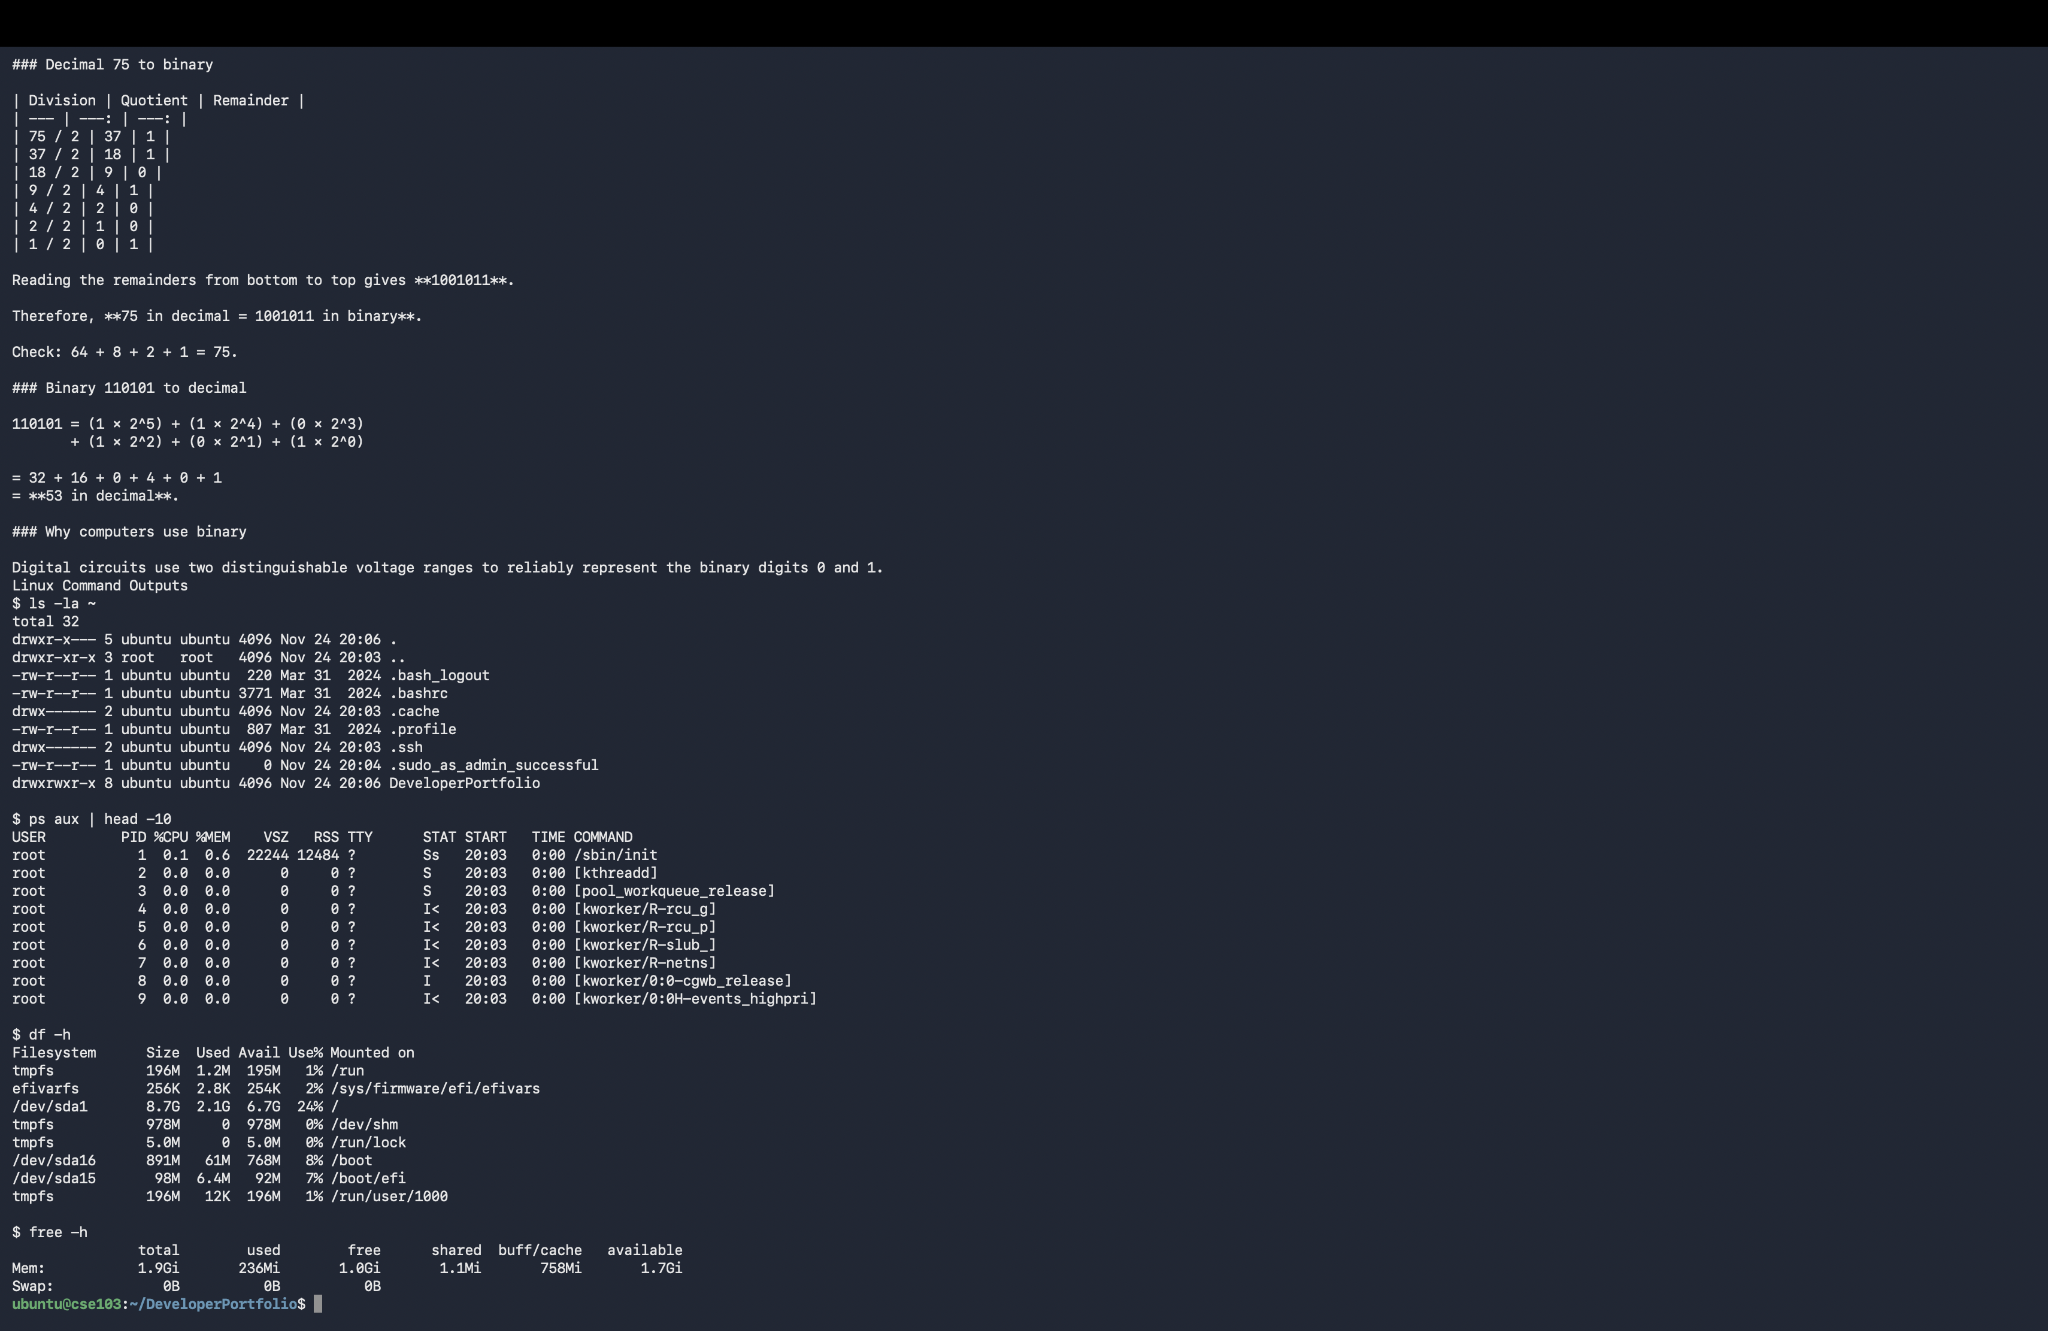 ### Decimal 75 to binary

| Division | Quotient | Remainder |
| --- | ---: | ---: |
| 75 / 2 | 37 | 1 |
| 37 / 2 | 18 | 1 |
| 18 / 2 | 9 | 0 |
| 9 / 2 | 4 | 1 |
| 4 / 2 | 2 | 0 |
| 2 / 2 | 1 | 0 |
| 1 / 2 | 0 | 1 |

Reading the remainders from bottom to top gives **1001011**.

Therefore, **75 in decimal = 1001011 in binary**.

Check: 64 + 8 + 2 + 1 = 75.

### Binary 110101 to decimal

110101 = (1 × 2^5) + (1 × 2^4) + (0 × 2^3)
       + (1 × 2^2) + (0 × 2^1) + (1 × 2^0)

= 32 + 16 + 0 + 4 + 0 + 1
= **53 in decimal**.

### Why computers use binary

Digital circuits use two distinguishable voltage ranges to reliably represent the binary digits 0 and 1.
Linux Command Outputs
$ ls -la ~
total 32
drwxr-x--- 5 ubuntu ubuntu 4096 Nov 24 20:06 .
drwxr-xr-x 3 root   root   4096 Nov 24 20:03 ..
-rw-r--r-- 1 ubuntu ubuntu  220 Mar 31  2024 .bash_logout
-rw-r--r-- 1 ubuntu ubuntu 3771 Mar 31  2024 .bashrc
drwx------ 2 ubuntu ubuntu 4096 Nov 24 20:03 .cache
-rw-r--r-- 1 ubuntu ubuntu  807 Mar 31  2024 .profile
drwx------ 2 ubuntu ubuntu 4096 Nov 24 20:03 .ssh
-rw-r--r-- 1 ubuntu ubuntu    0 Nov 24 20:04 .sudo_as_admin_successful
drwxrwxr-x 8 ubuntu ubuntu 4096 Nov 24 20:06 DeveloperPortfolio

$ ps aux | head -10
USER         PID %CPU %MEM    VSZ   RSS TTY      STAT START   TIME COMMAND
root           1  0.1  0.6  22244 12484 ?        Ss   20:03   0:00 /sbin/init
root           2  0.0  0.0      0     0 ?        S    20:03   0:00 [kthreadd]
root           3  0.0  0.0      0     0 ?        S    20:03   0:00 [pool_workqueue_release]
root           4  0.0  0.0      0     0 ?        I<   20:03   0:00 [kworker/R-rcu_g]
root           5  0.0  0.0      0     0 ?        I<   20:03   0:00 [kworker/R-rcu_p]
root           6  0.0  0.0      0     0 ?        I<   20:03   0:00 [kworker/R-slub_]
root           7  0.0  0.0      0     0 ?        I<   20:03   0:00 [kworker/R-netns]
root           8  0.0  0.0      0     0 ?        I    20:03   0:00 [kworker/0:0-cgwb_release]
root           9  0.0  0.0      0     0 ?        I<   20:03   0:00 [kworker/0:0H-events_highpri]

$ df -h
Filesystem      Size  Used Avail Use% Mounted on
tmpfs           196M  1.2M  195M   1% /run
efivarfs        256K  2.8K  254K   2% /sys/firmware/efi/efivars
/dev/sda1       8.7G  2.1G  6.7G  24% /
tmpfs           978M     0  978M   0% /dev/shm
tmpfs           5.0M     0  5.0M   0% /run/lock
/dev/sda16      891M   61M  768M   8% /boot
/dev/sda15       98M  6.4M   92M   7% /boot/efi
tmpfs           196M   12K  196M   1% /run/user/1000

$ free -h
               total        used        free      shared  buff/cache   available
Mem:           1.9Gi       236Mi       1.0Gi       1.1Mi       758Mi       1.7Gi
Swap:             0B          0B          0B
ubuntu@cse103:~/DeveloperPortfolio$